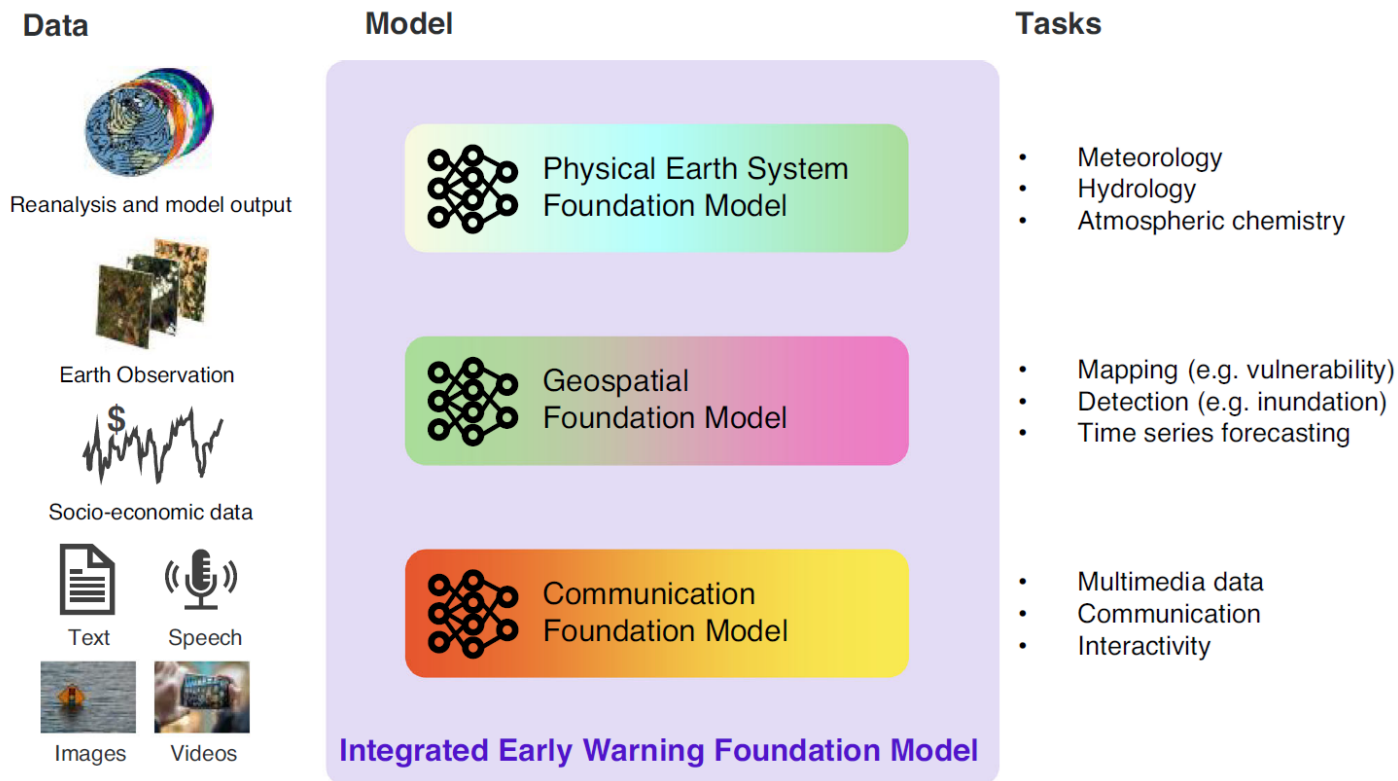 Data
Model
Tasks
Reanalysis and model output
Earth Observation
$
Socio-economic data
Text
Speech
Images
Videos
Physical Earth System
Foundation Model
Geospatial
Foundation Model
Communication
Foundation Model
Integrated Early Warning Foundation Model
• Meteorology
• Hydrology
• Atmospheric chemistry
• Mapping (e.g. vulnerability)
• Detection (e.g. inundation)
• Time series forecasting
• Multimedia data
• Communication
• Interactivity